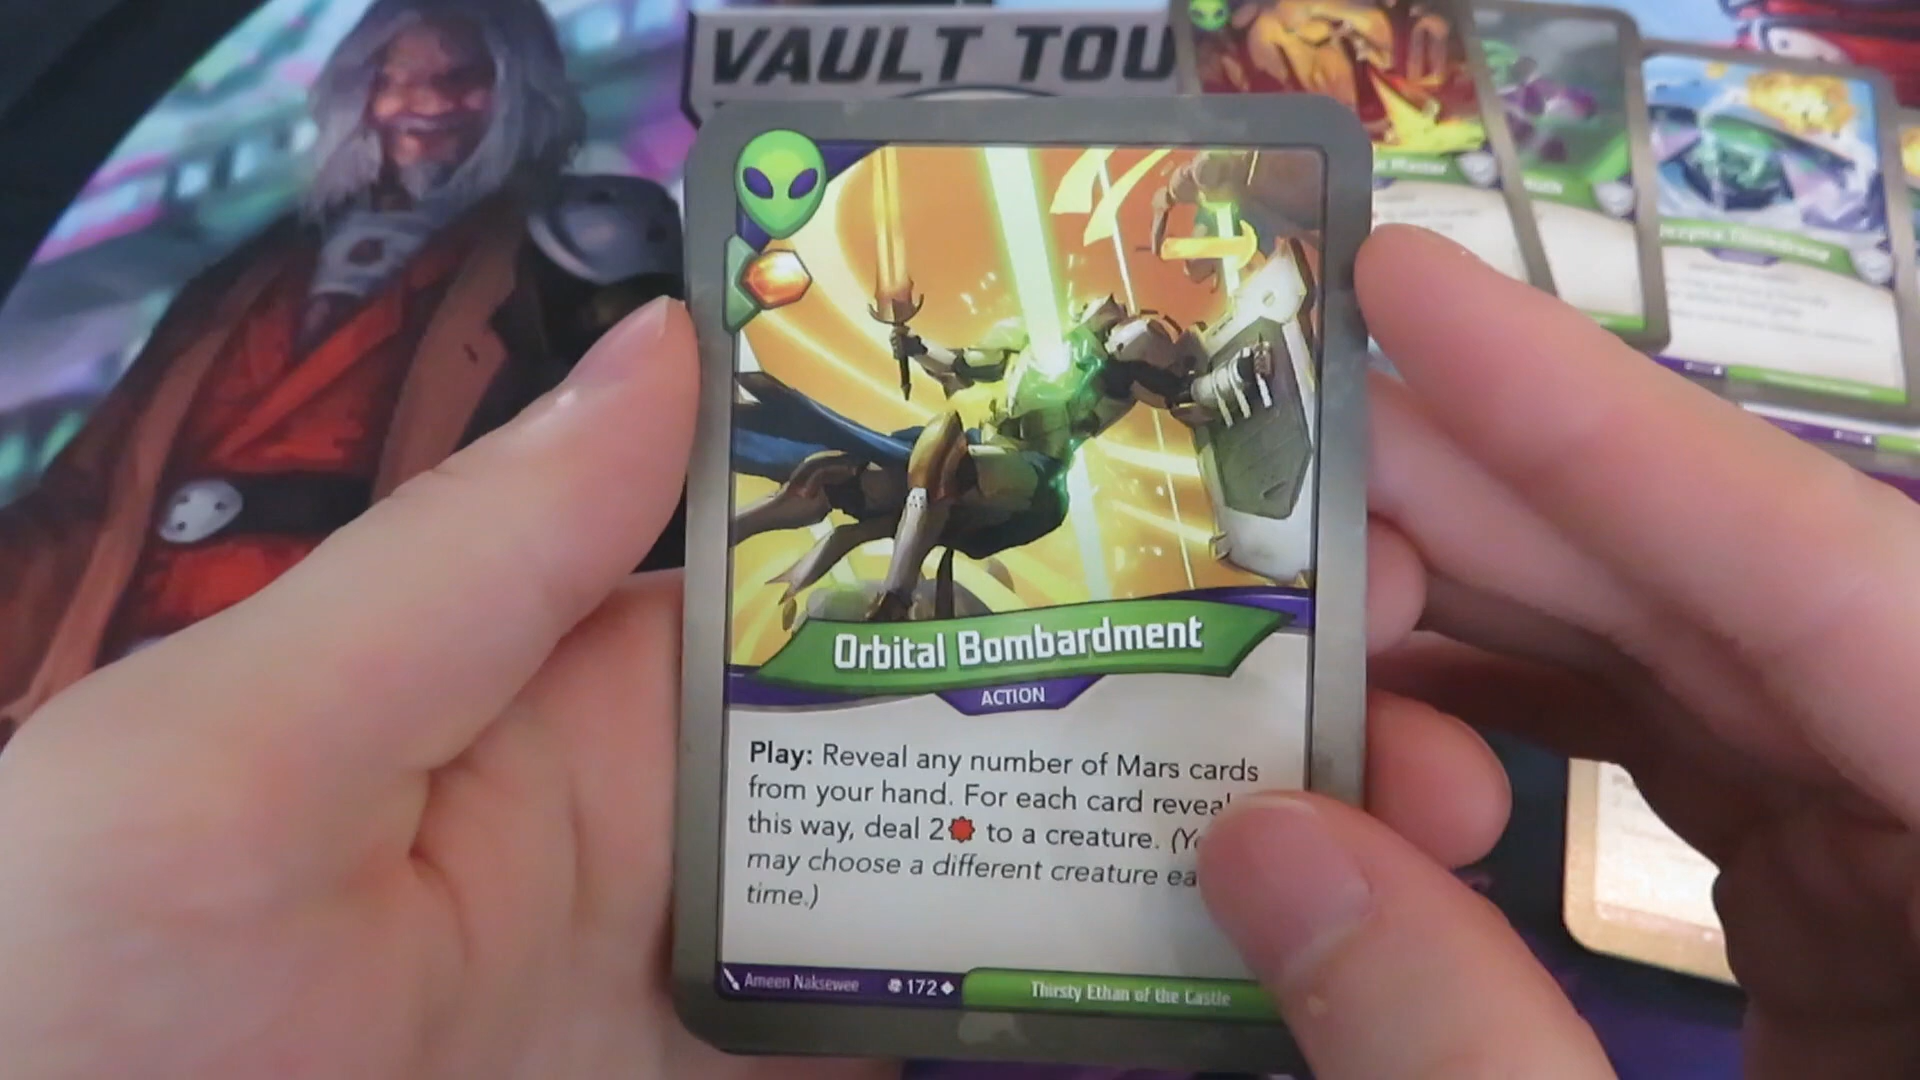 VAULT TOU
Orbital Bombardment
ACTION
Play: Reveal any number of Mars cards
from your hand. For each card reveal
this way, deal 2 to a creature. (Yo
may choose a different creature ea
time.)
Ameen Naksewee 172
Thirsty Ethan of the Castle